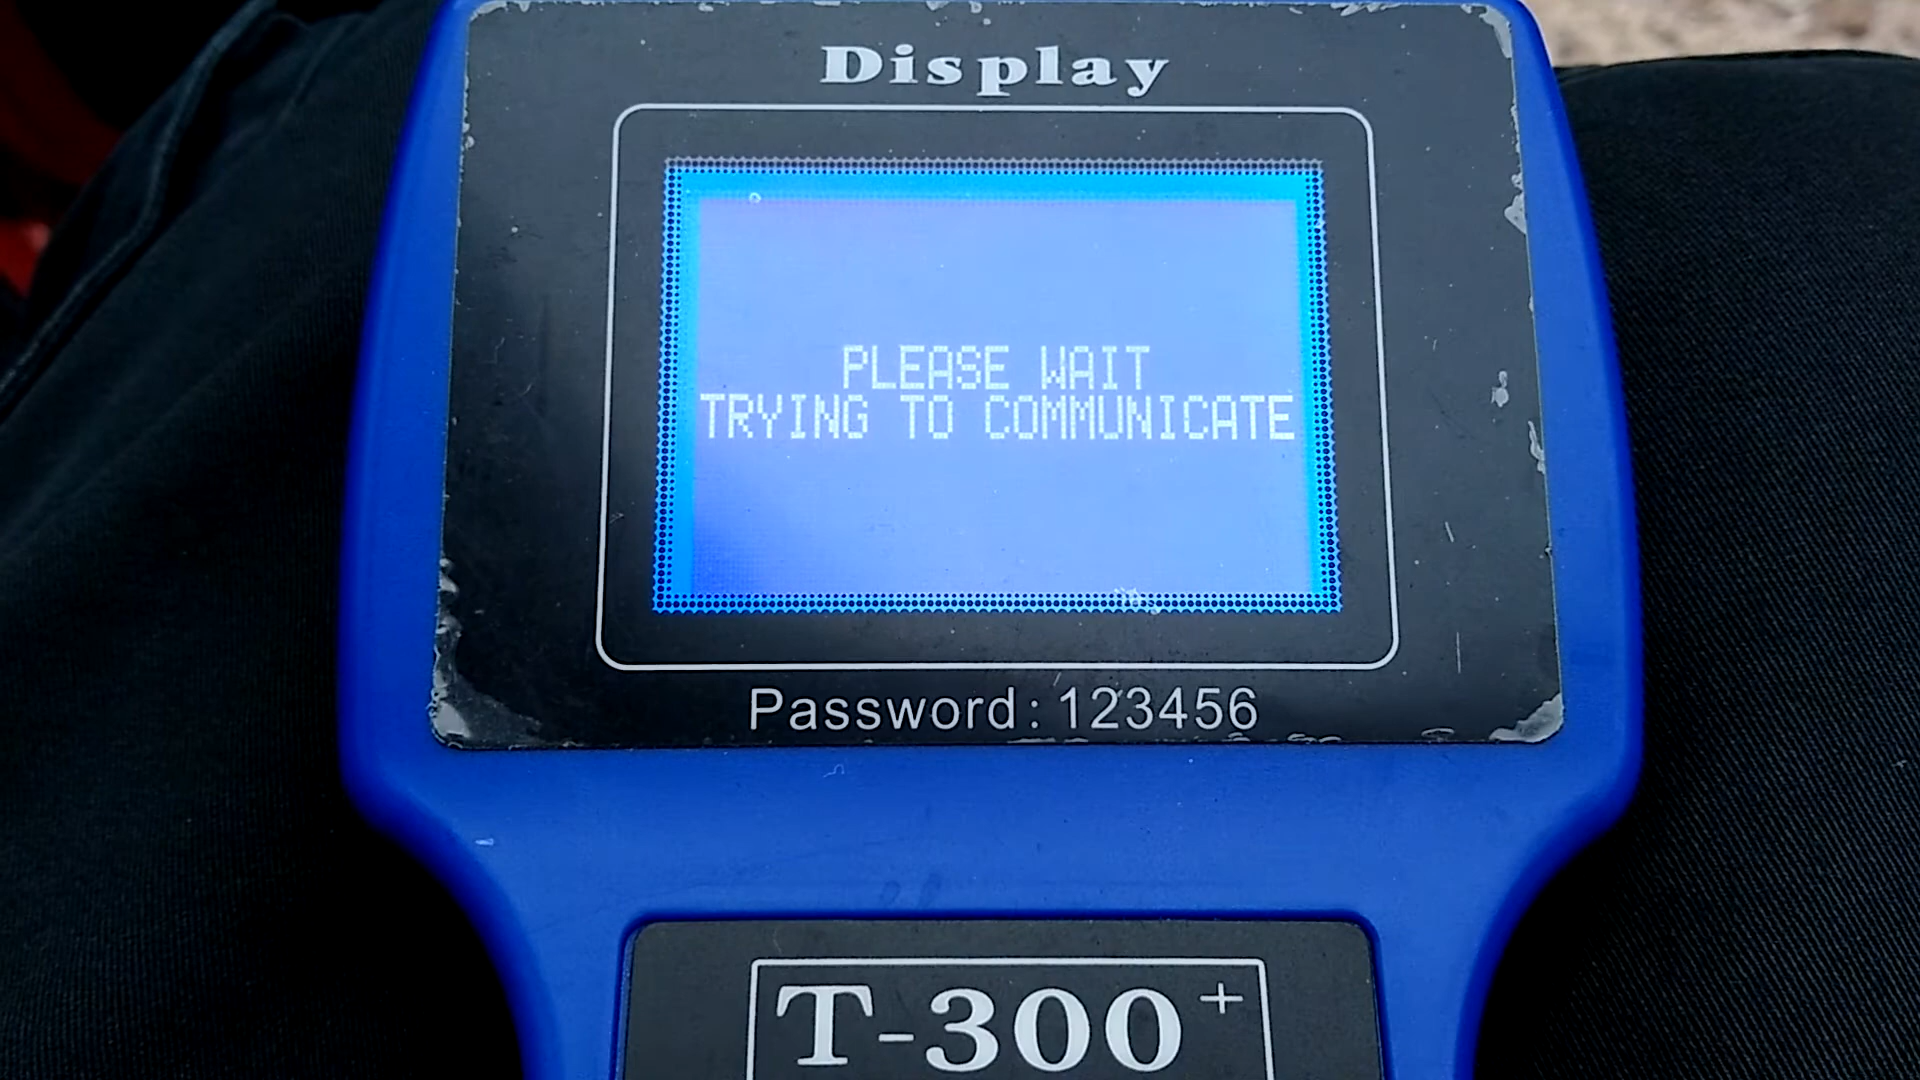 Display
PLEASE WAIT
TRYING TO COMMUNICATE
Password: 123456
T-300+